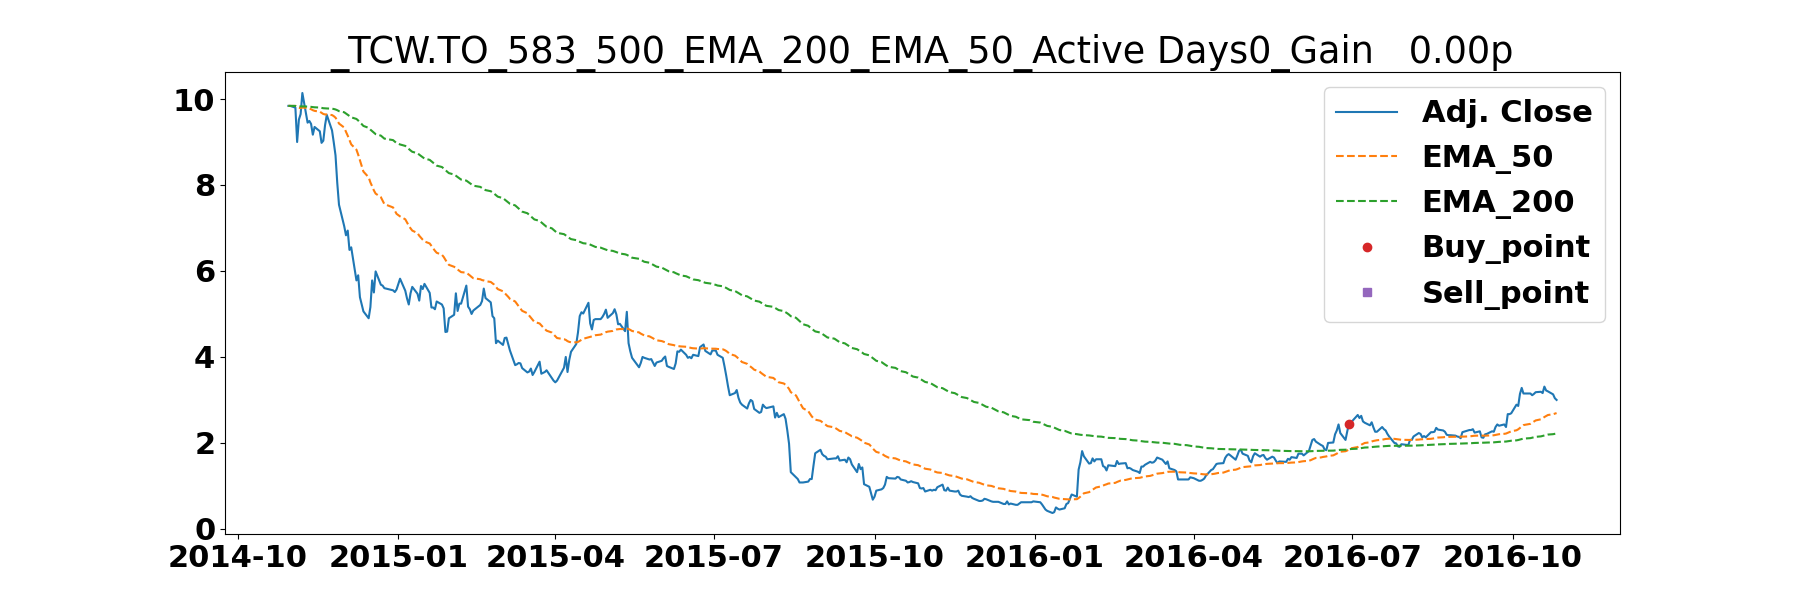 _TCW.TO_583_500_EMA_200_EMA_50_Active Days0_Gain   0.00p
10
8
6
4
2
0
Adj. Close
EMA_50
EMA_200
Buy_point
Sell_point
2014-10 2015-01 2015-04 2015-07 2015-10 2016-01 2016-04 2016-07 2016-10